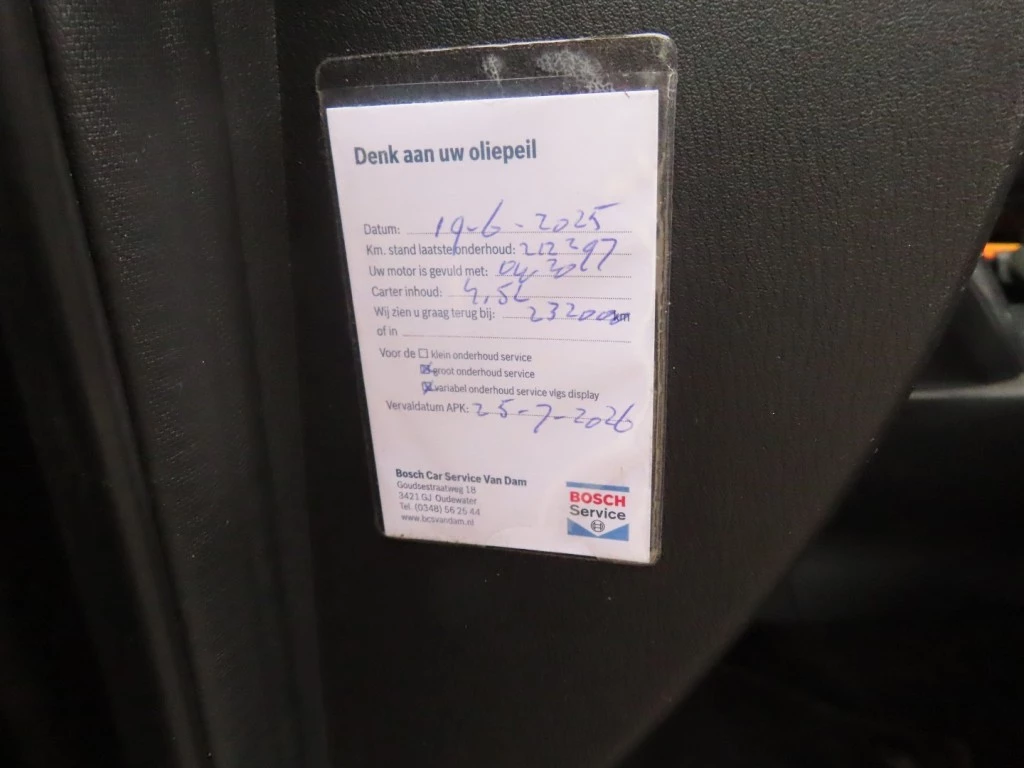 Denk aan uw oliepeil
Datum: 19-6-2025
Km. stand laatste onderhoud: 212297
Uw motor is gevuld met: 0W20
Carter inhoud: 4,5L
Wij zien u graag terug bij: 232000 km
of in
Voor de klein onderhoud service
groot onderhoud service
variabel onderhoud service vlgs display
Vervaldatum APK: 25-7-2026
Bosch Car Service Van Dam
Goudsestraatweg 18
3421 GJ Oudewater
Tel. (0348) 56 25 44
www.bcsvandam.nl
BOSCH
Service